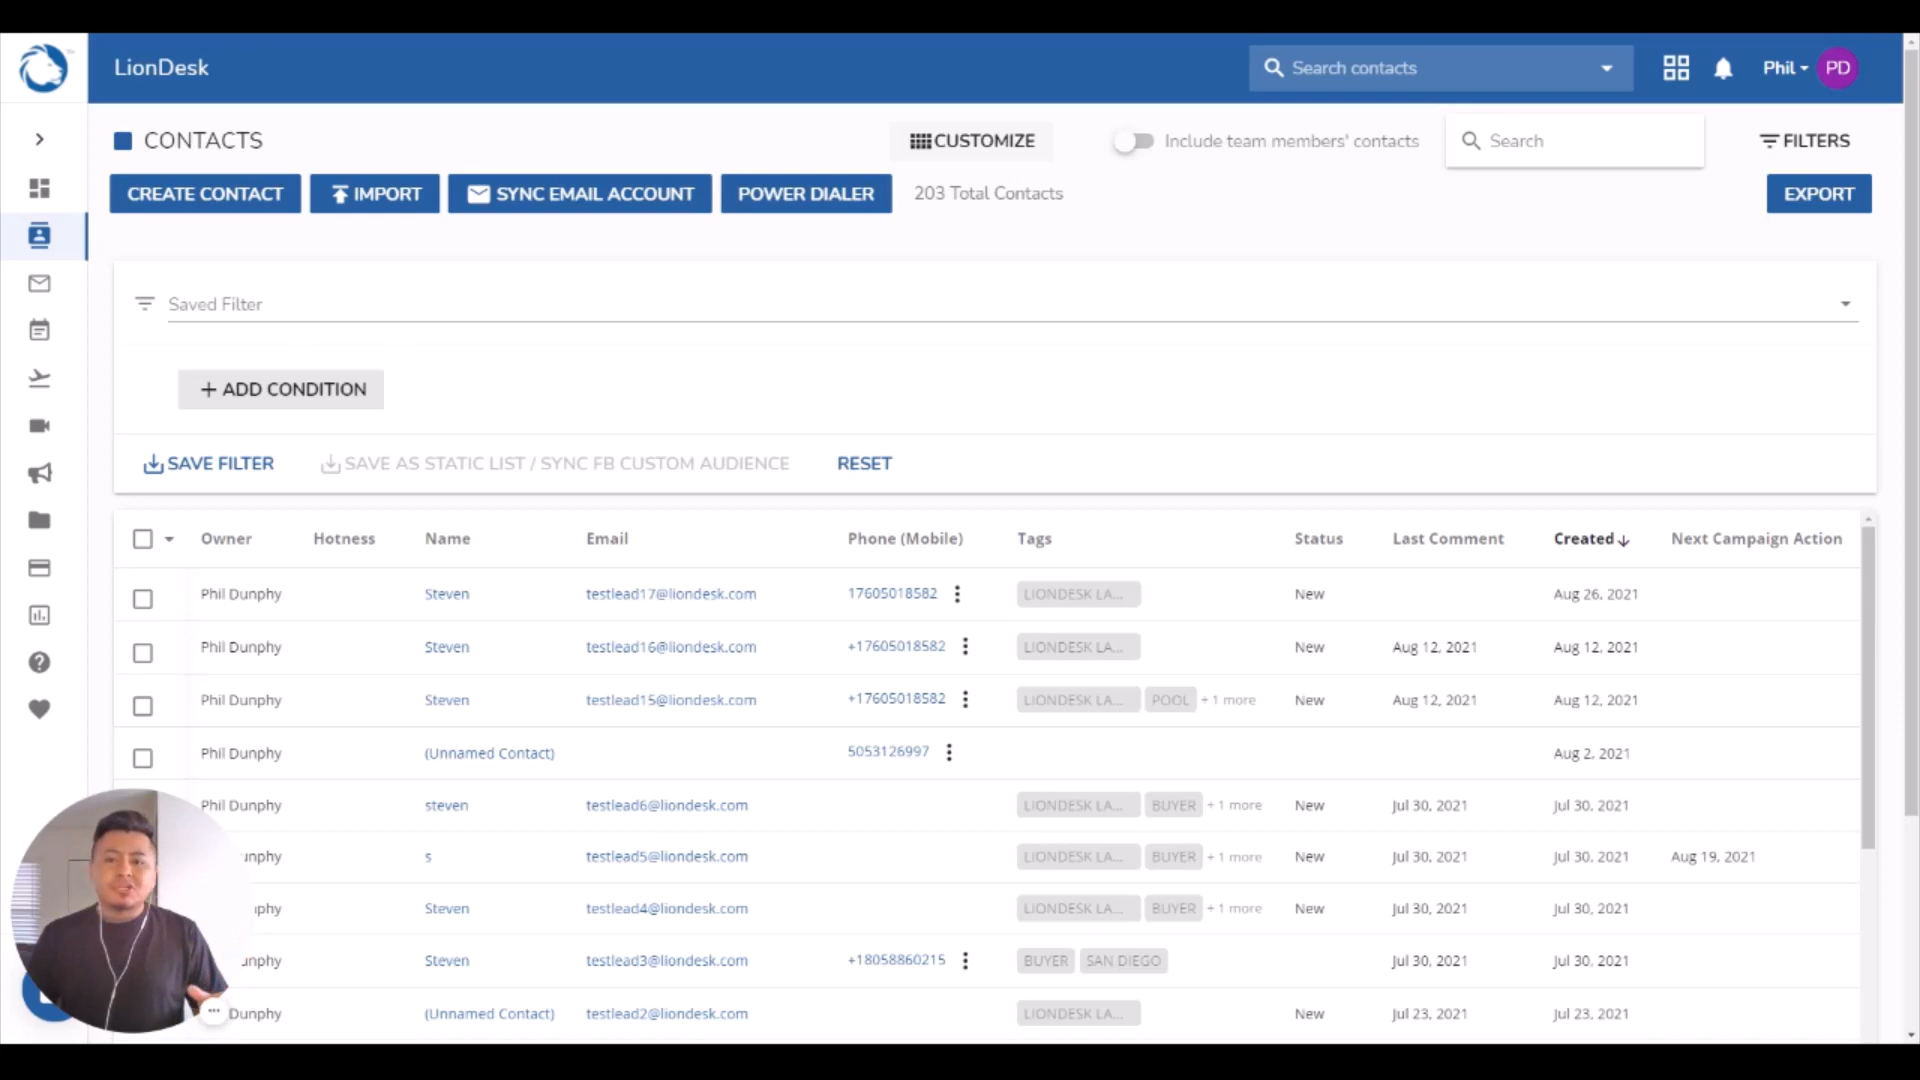 LionDesk
Search contacts
Phil
PD
CONTACTS
CUSTOMIZE
Include team members' contacts
Search
FILTERS
CREATE CONTACT
IMPORT
SYNC EMAIL ACCOUNT
POWER DIALER
203 Total Contacts
EXPORT
Saved Filter
+ ADD CONDITION
SAVE FILTER
SAVE AS STATIC LIST / SYNC FB CUSTOM AUDIENCE
RESET
Owner Hotness Name Email Phone (Mobile) Tags Status Last Comment Created Next Campaign Action
Phil Dunphy Steven testlead17@liondesk.com 17605018582 LIONDESK LA... New Aug 26, 2021
Phil Dunphy Steven testlead16@liondesk.com +17605018582 LIONDESK LA... New Aug 12, 2021 Aug 12, 2021
Phil Dunphy Steven testlead15@liondesk.com +17605018582 LIONDESK LA... POOL + 1 more New Aug 12, 2021 Aug 12, 2021
Phil Dunphy (Unnamed Contact) 5053126997 Aug 2, 2021
Phil Dunphy steven testlead6@liondesk.com LIONDESK LA... BUYER + 1 more New Jul 30, 2021 Jul 30, 2021
unphy s testlead5@liondesk.com LIONDESK LA... BUYER + 1 more New Jul 30, 2021 Jul 30, 2021 Aug 19, 2021
phy Steven testlead4@liondesk.com LIONDESK LA... BUYER + 1 more New Jul 30, 2021 Jul 30, 2021
unphy Steven testlead3@liondesk.com +18058860215 BUYER SAN DIEGO Jul 30, 2021 Jul 30, 2021
Dunphy (Unnamed Contact) testlead2@liondesk.com LIONDESK LA... New Jul 23, 2021 Jul 23, 2021